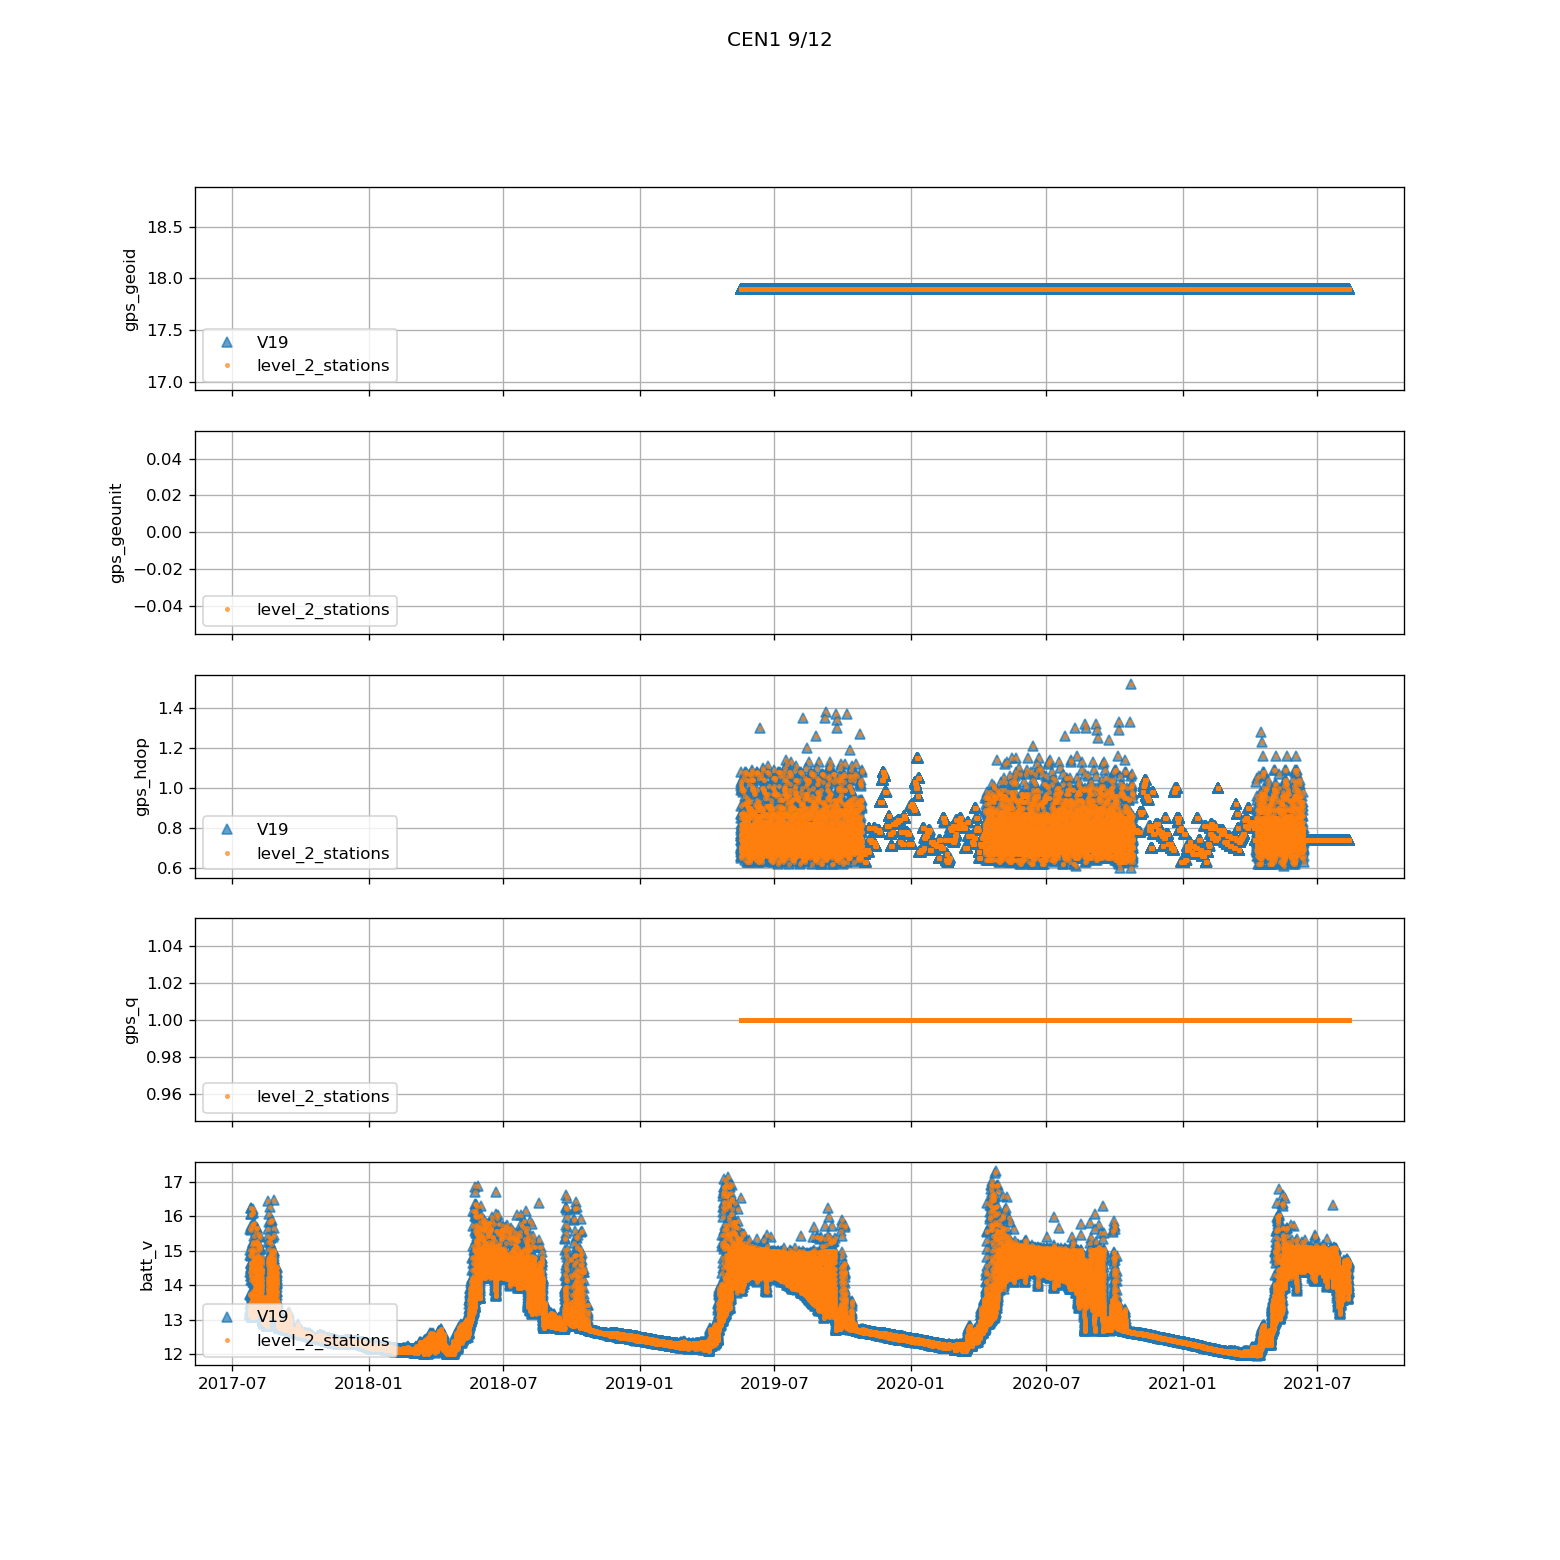 CEN1 9/12
gps_geoid
18.5
18.0
17.5
17.0
V19
level_2_stations
gps_geounit
0.04
0.02
0.00
−0.02
−0.04
level_2_stations
gps_hdop
1.4
1.2
1.0
0.8
0.6
V19
level_2_stations
gps_q
1.04
1.02
1.00
0.98
0.96
level_2_stations
batt_v
17
16
15
14
13
12
V19
level_2_stations
2017-07 2018-01 2018-07 2019-01 2019-07 2020-01 2020-07 2021-01 2021-07